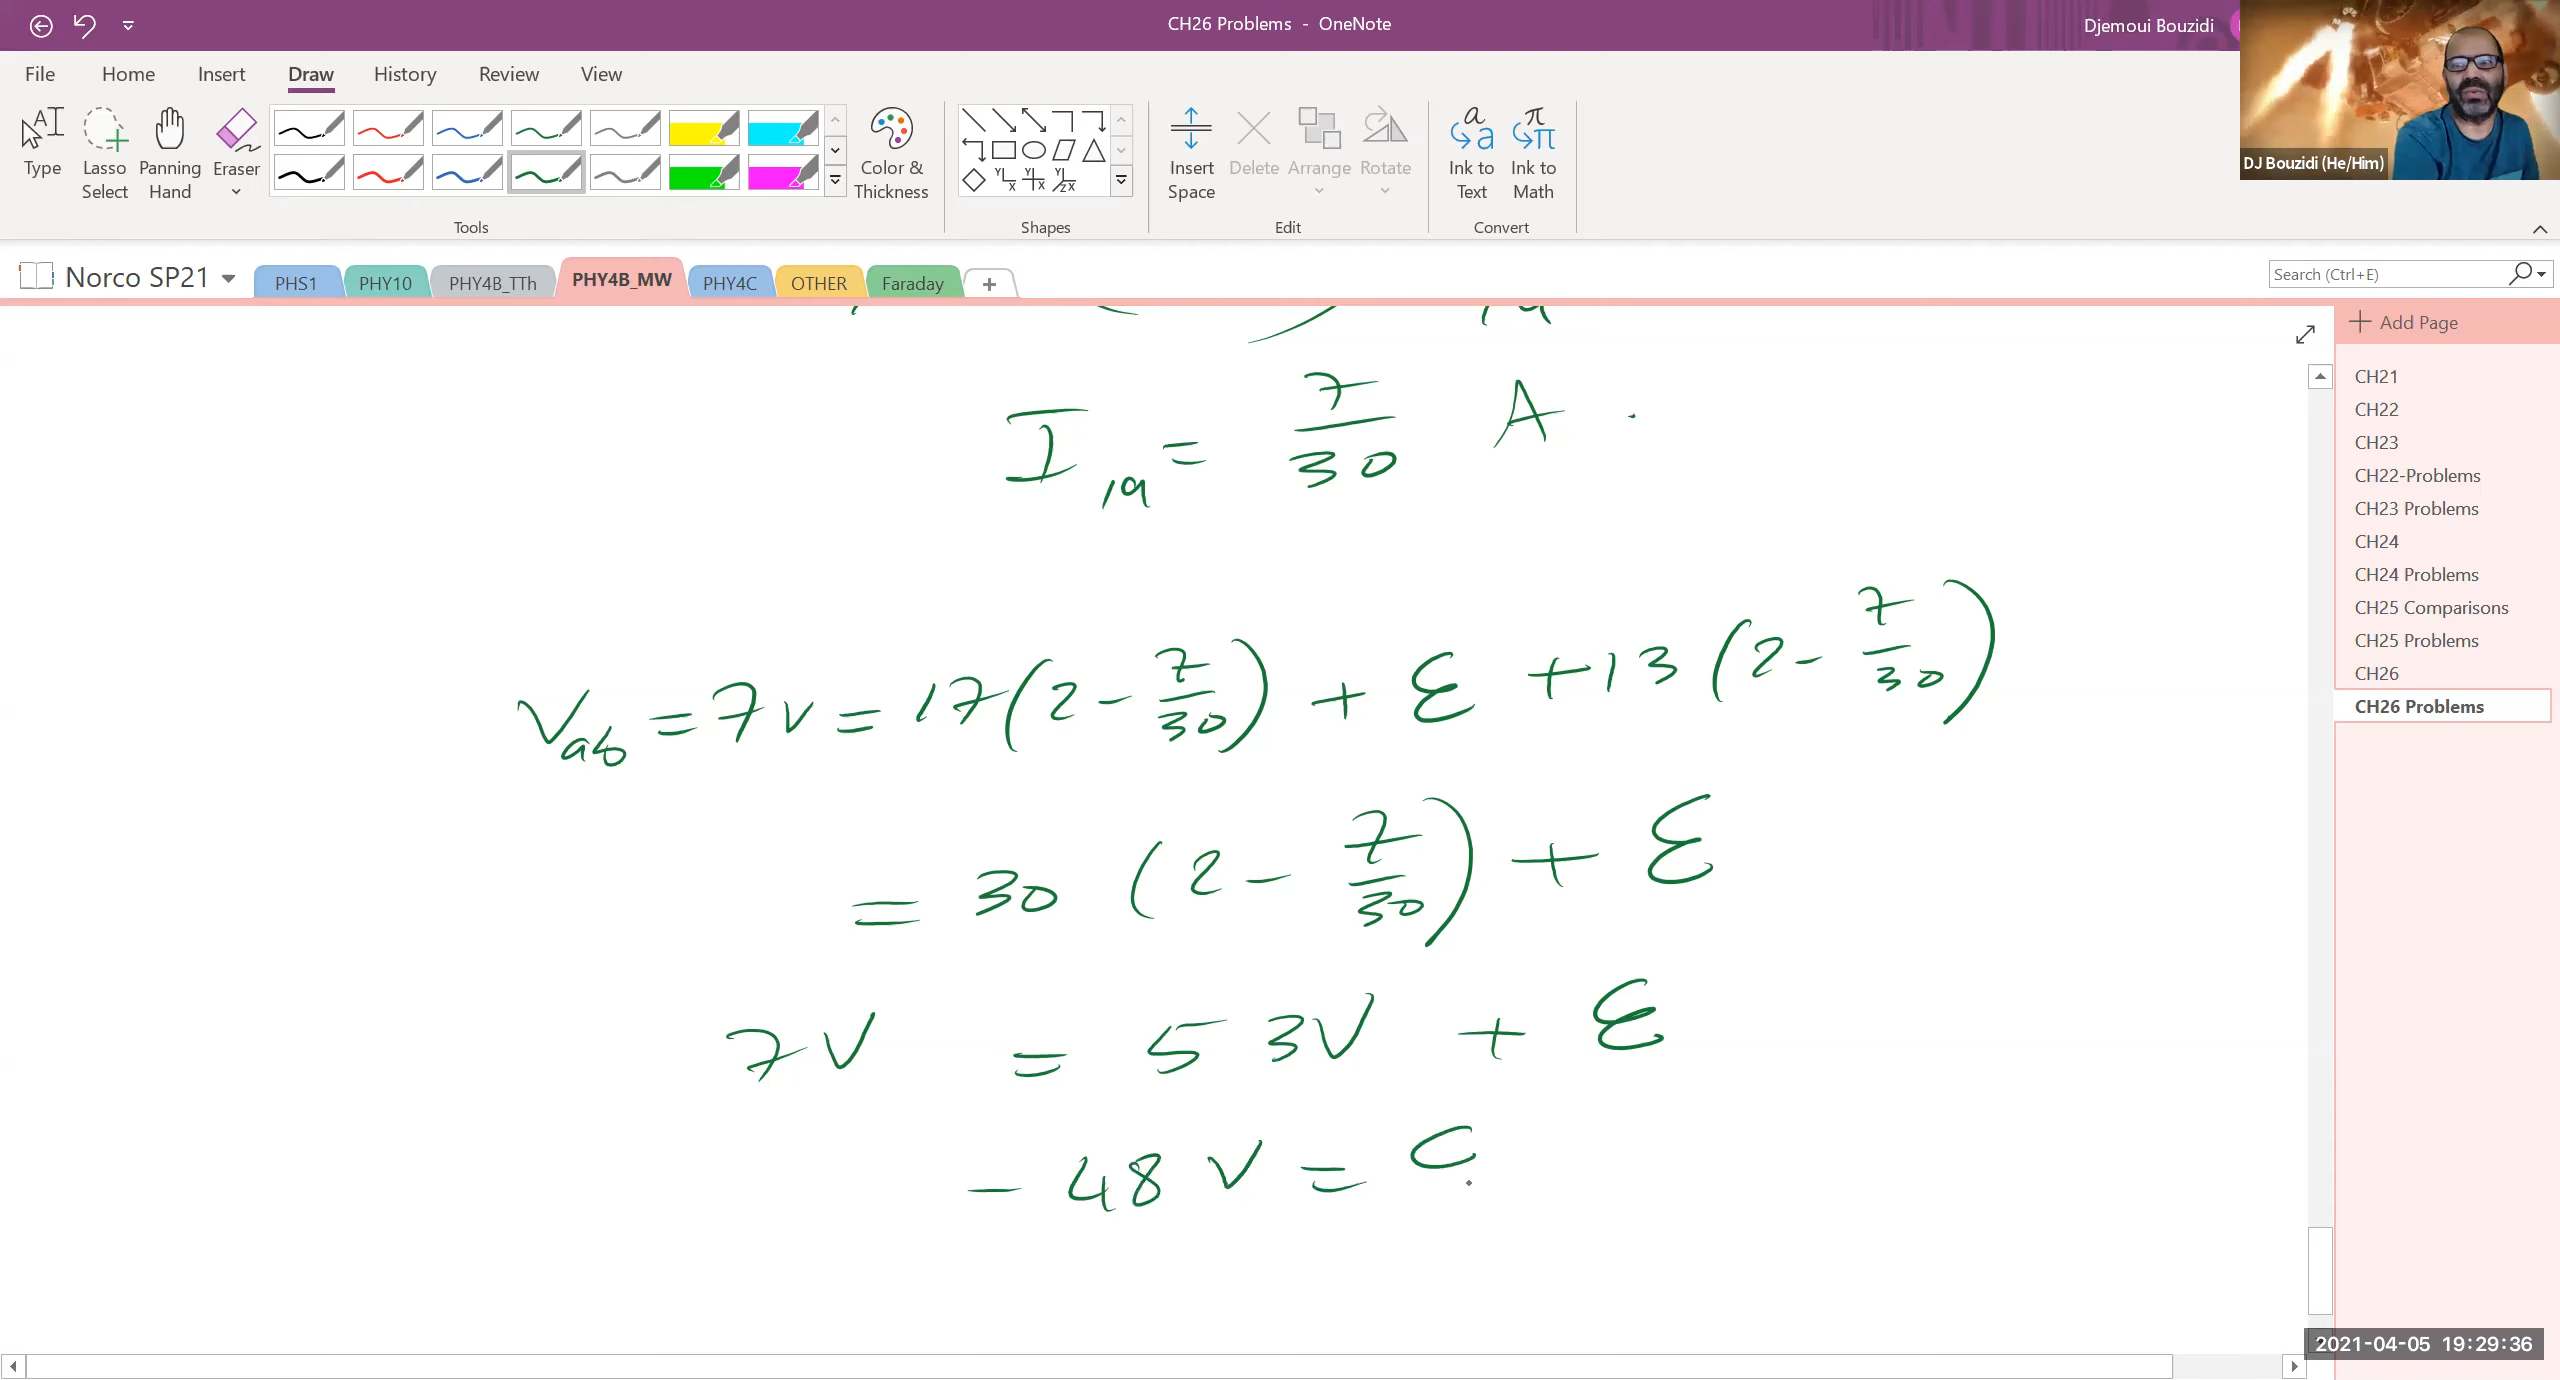 CH26 Problems - OneNote
Djemoui Bouzidi
File Home Insert Draw History Review View
DJ Bouzidi (He/Him)
Type
Lasso Select
Panning Hand
Eraser
Color & Thickness
Insert Space
Delete
Arrange
Rotate
a a
Ink to Text
π π
Ink to Math
Tools Shapes Edit Convert
Norco SP21 PHS1 PHY10 PHY4B_TTh PHY4B_MW PHY4C OTHER Faraday +
Search (Ctrl+E)
Add Page
CH21
CH22
CH23
CH22-Problems
CH23 Problems
CH24
CH24 Problems
CH25 Comparisons
CH25 Problems
CH26
CH26 Problems
I₁₉ = 7/30 A
V_ab = 7V = 17(2 - 7/30) + ℰ + 13(2 - 7/30)
= 30 (2 - 7/30) + ℰ
7V = 53V + ℰ
- 48 V =
2021-04-05 19:29:36